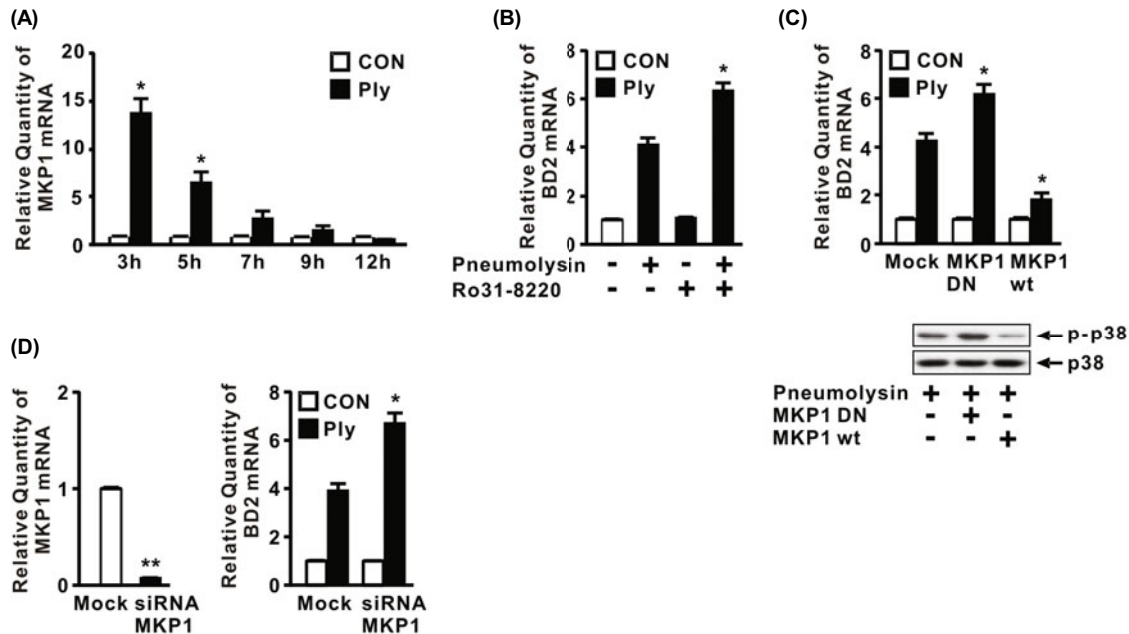 (A)
Relative Quantity of
MKP1 mRNA
20
15
10
5
0
CON
Ply
*
*
3h 5h 7h 9h 12h
(B)
Relative Quantity of
BD2 mRNA
8
6
4
2
0
CON
Ply
*
Pneumolysin - + - +
Ro31-8220 - - + +
(C)
Relative Quantity of
BD2 mRNA
8
6
4
2
0
CON
Ply
*
*
Mock MKP1 MKP1
DN wt
p-p38
p38
Pneumolysin + + +
MKP1 DN - + -
MKP1 wt - - +
(D)
Relative Quantity of
MKP1 mRNA
2
1
0
**
Mock siRNA
MKP1
Relative Quantity of
BD2 mRNA
8
6
4
2
0
CON
Ply
*
Mock siRNA
MKP1